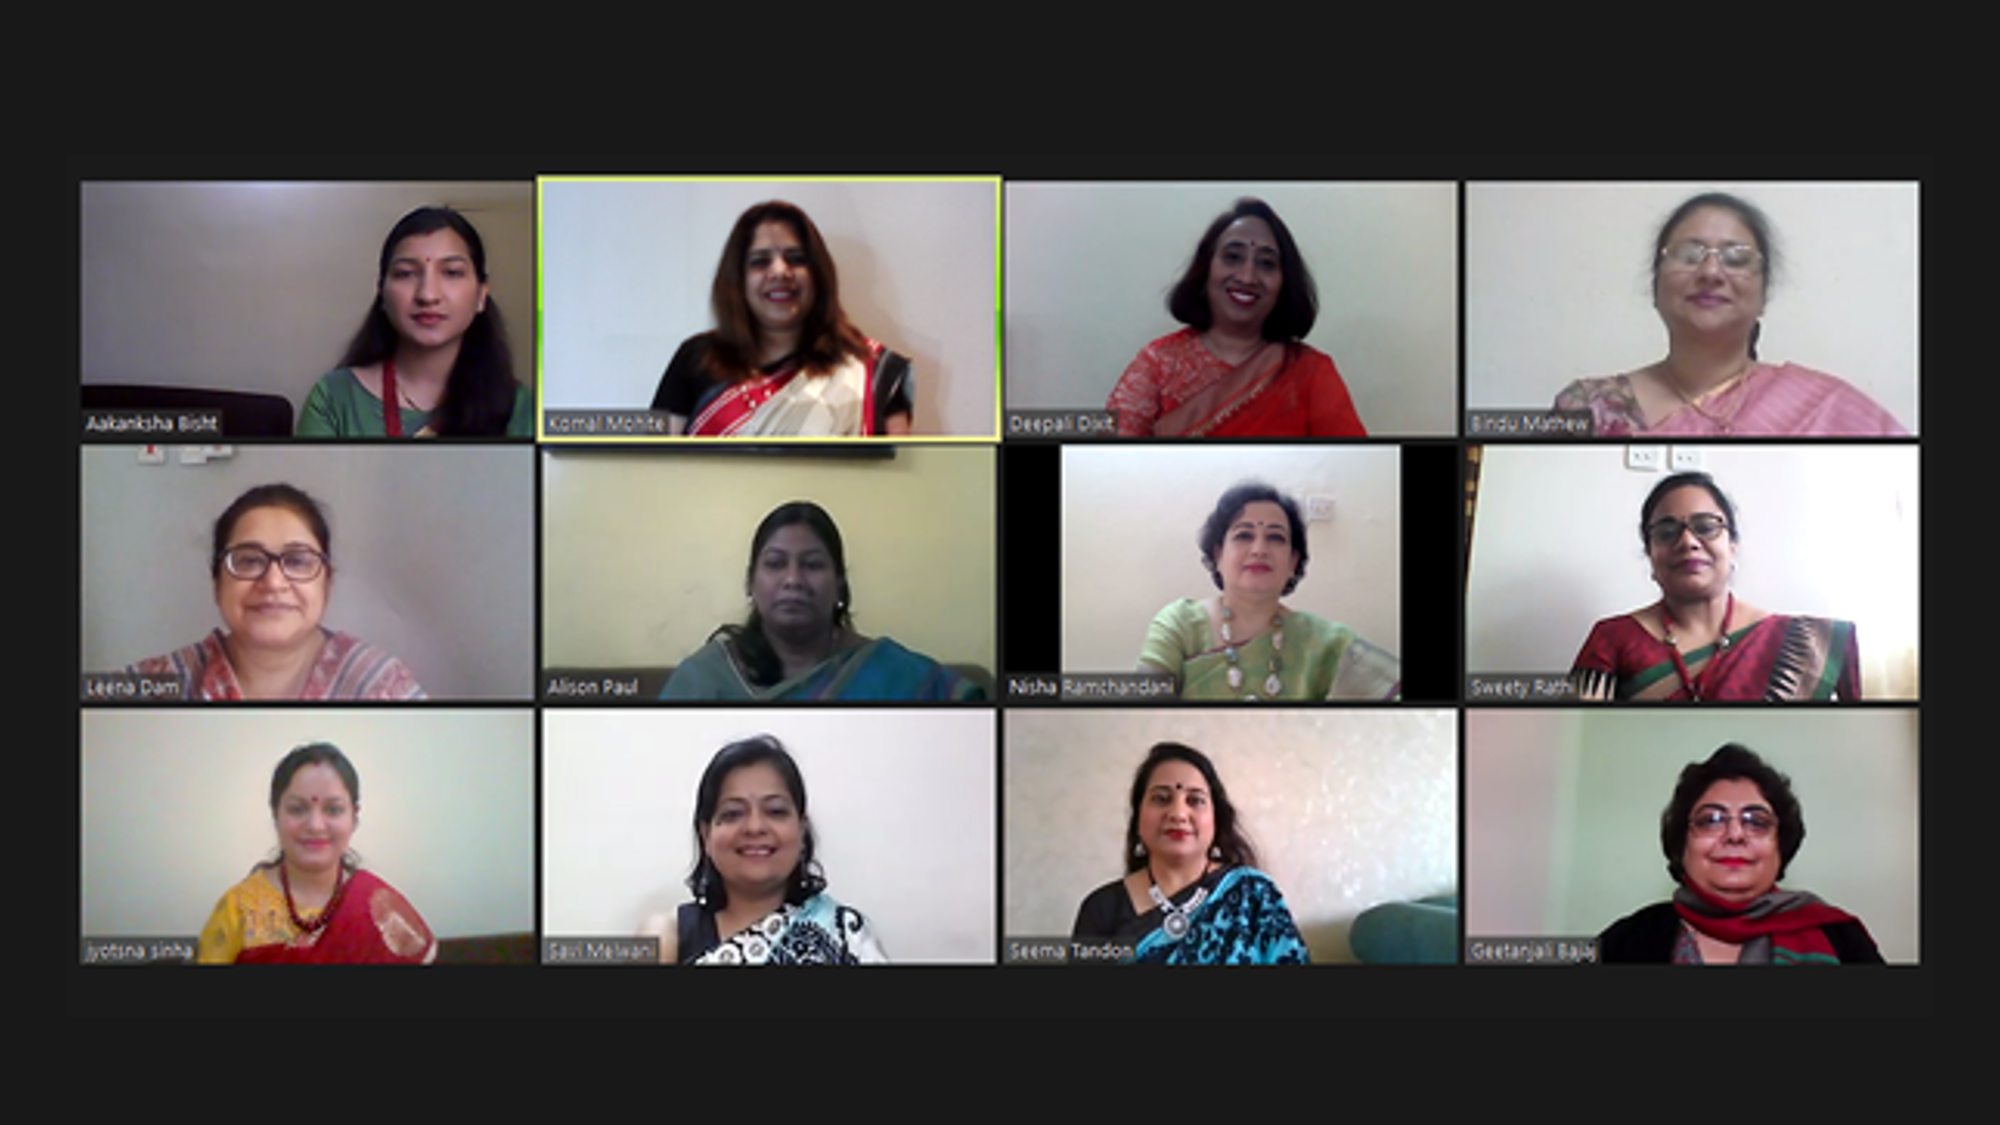 Aakanksha Bisht
Komal Mohite
Deepali Dixit
Bindu Mathew
Leena Dam
Alison Paul
Nisha Ramchandani
Sweety Rathi
jyotsna sinha
Savi Melwani
Seema Tandon
Geetanjali Bajaj